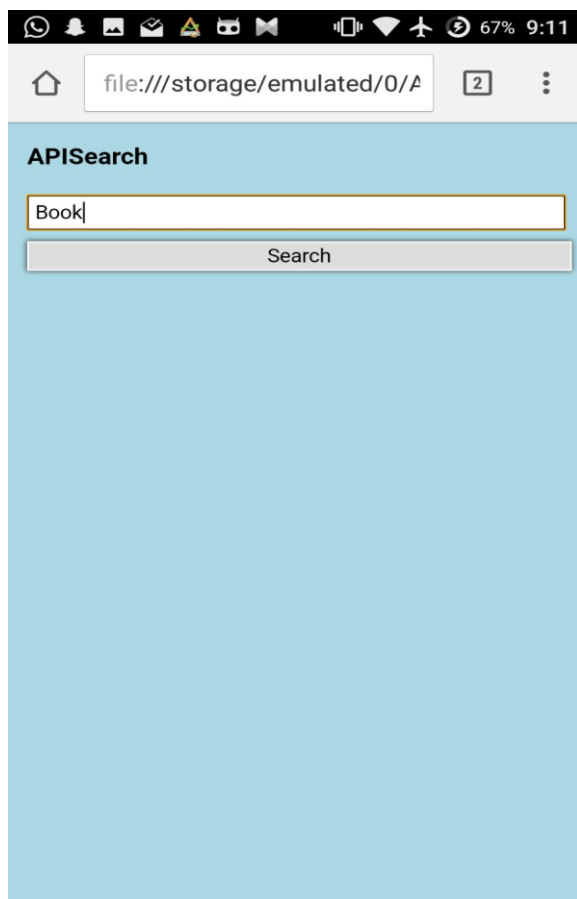 67% 9:11
file:///storage/emulated/0/A
2
APISearch
Book
Search